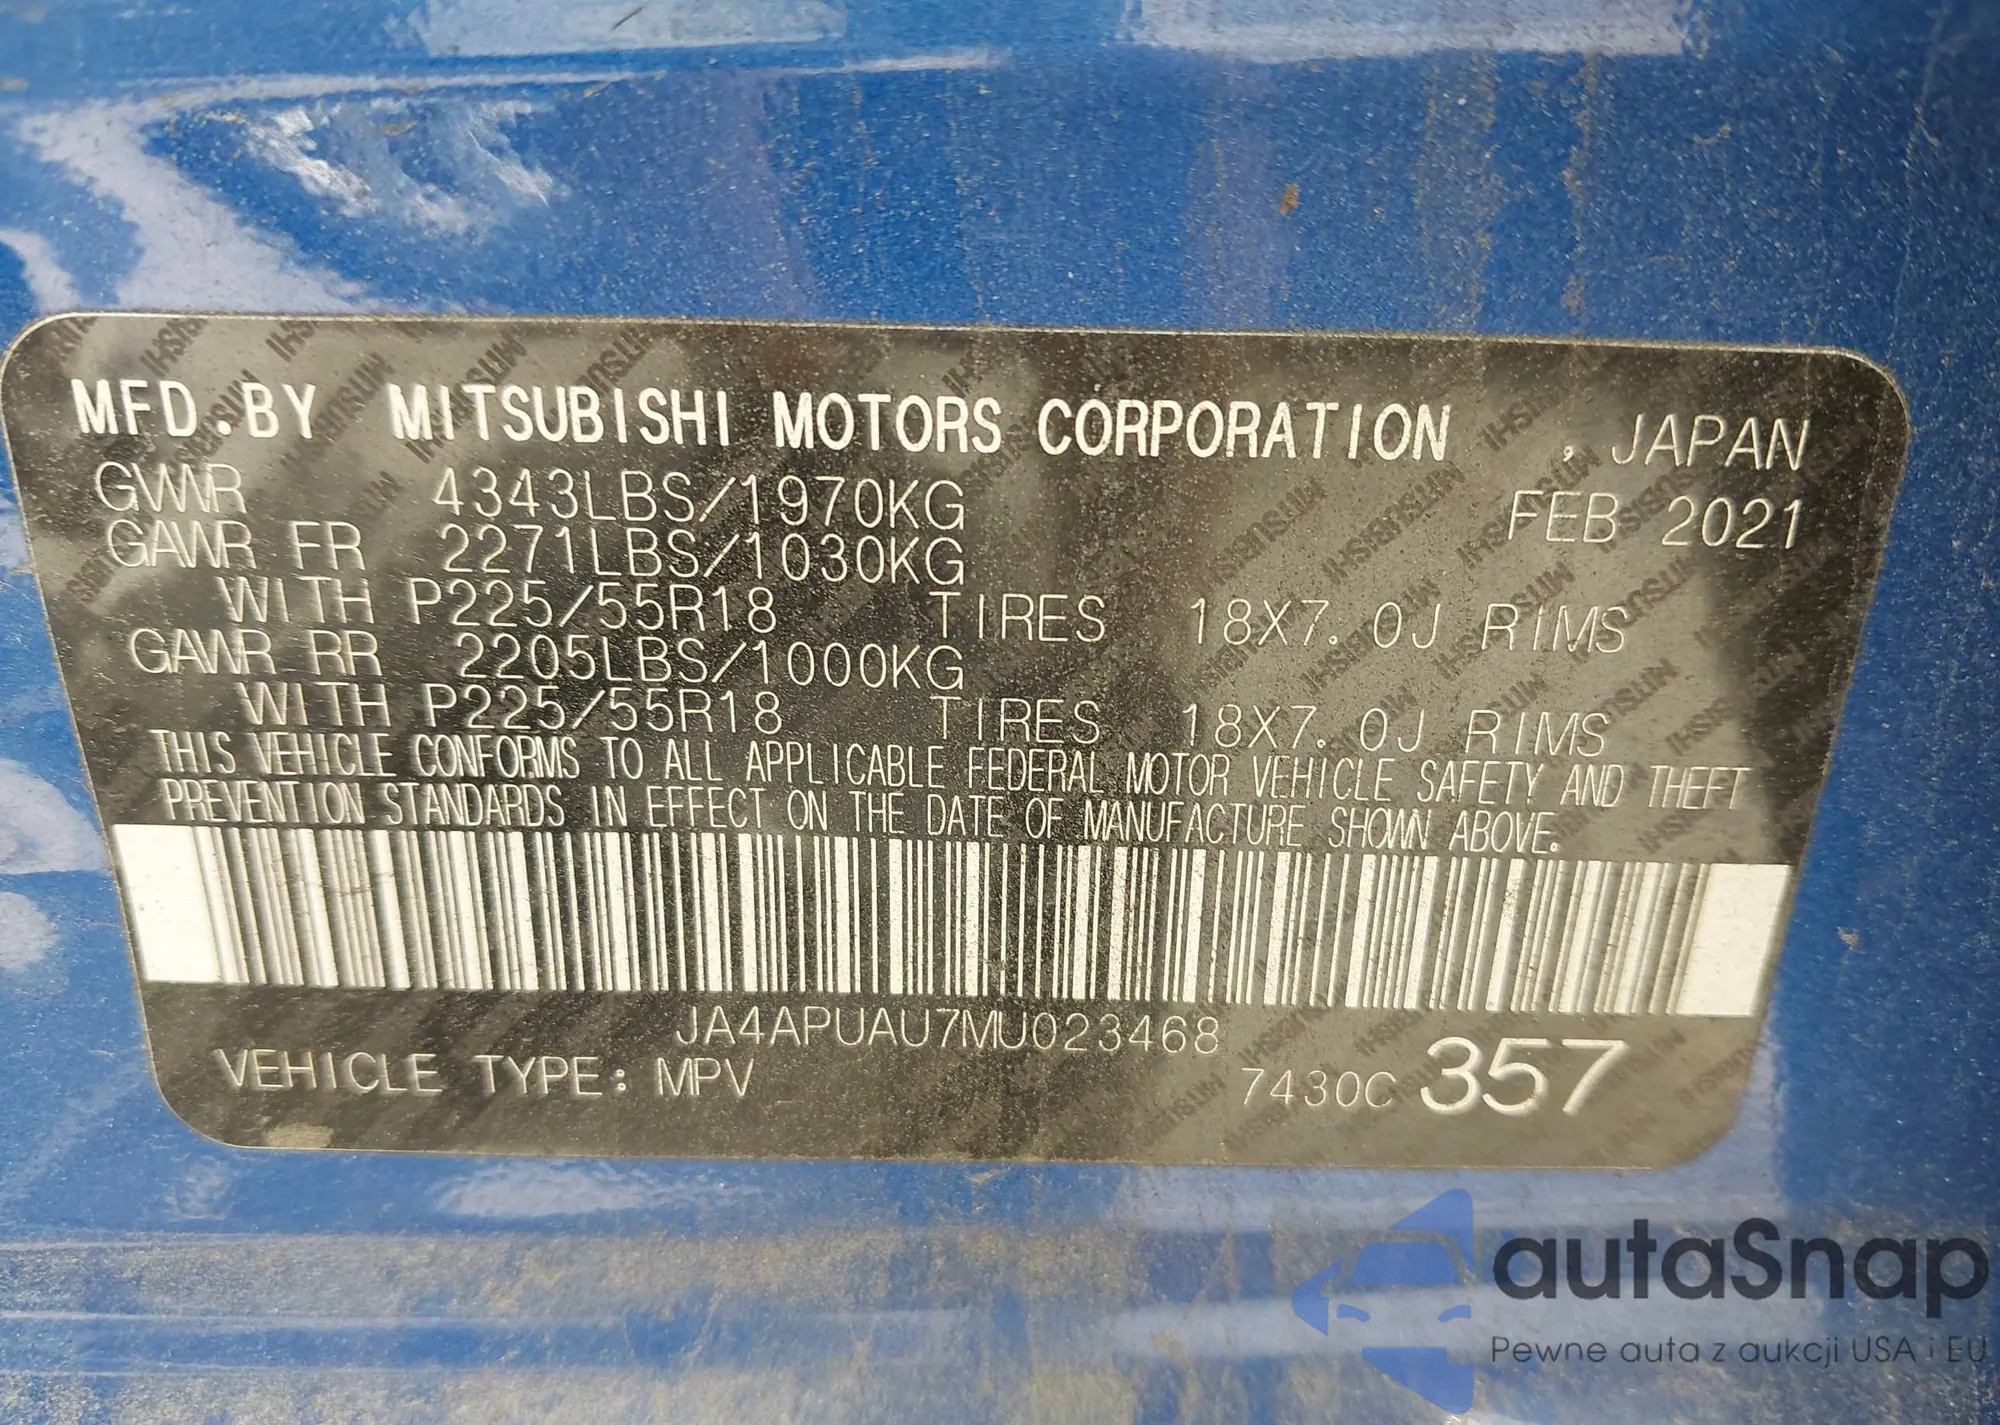 MFD.BY MITSUBISHI MOTORS CORPORATION , JAPAN
GVWR 4343LBS/1970KG FEB 2021
GAWR FR 2271LBS/1030KG
WITH P225/55R18 TIRES 18X7.0J RIMS
GAWR RR 2205LBS/1000KG
WITH P225/55R18 TIRES 18X7.0J RIMS
THIS VEHICLE CONFORMS TO ALL APPLICABLE FEDERAL MOTOR VEHICLE SAFETY AND THEFT
PREVENTION STANDARDS IN EFFECT ON THE DATE OF MANUFACTURE SHOWN ABOVE.
JA4APUAU7MU023468
VEHICLE TYPE: MPV 7430C 357
autaSnap
Pewne auta z aukcji USA i EU